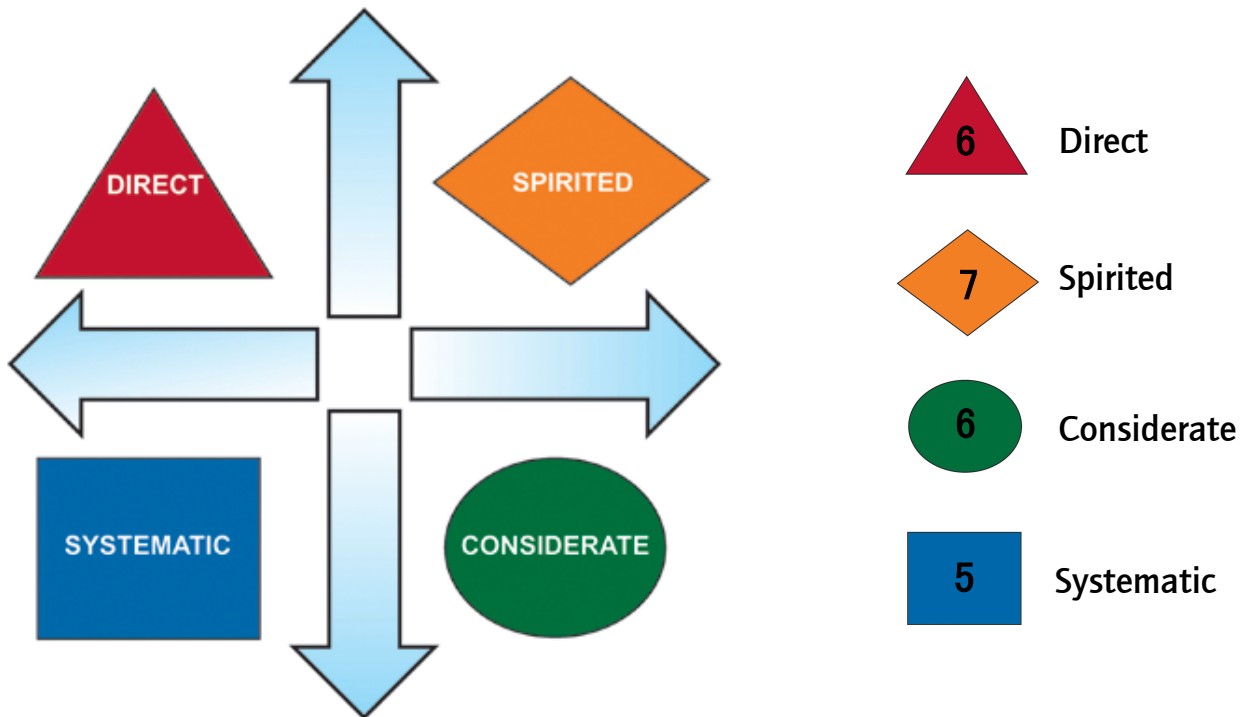 DIRECT
SPIRITED
SYSTEMATIC
CONSIDERATE
6 Direct
7 Spirited
6 Considerate
5 Systematic